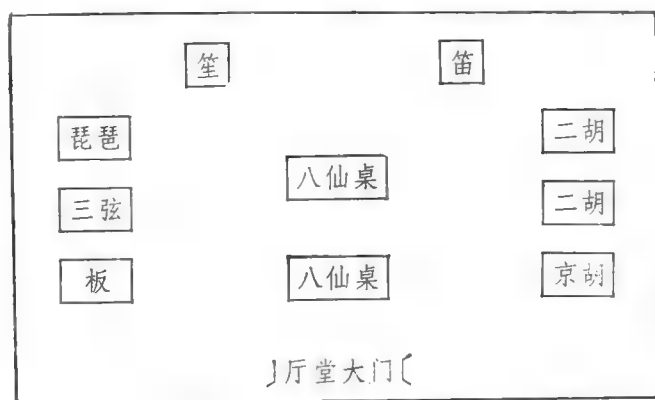 笙 笛
琵琶 二胡
八仙桌
三弦 二胡
板 八仙桌 京胡
厅堂大门